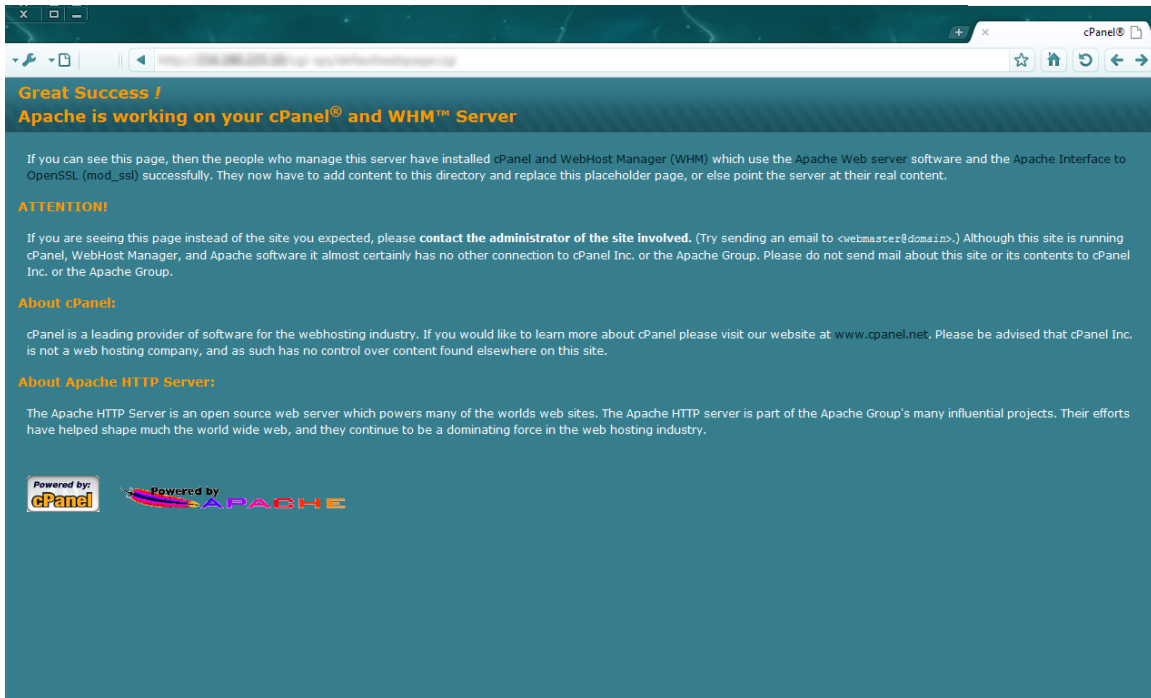 cPanel®
Great Success !
Apache is working on your cPanel® and WHM™ Server
If you can see this page, then the people who manage this server have installed cPanel and WebHost Manager (WHM) which use the Apache Web server software and the Apache Interface to
OpenSSL (mod_ssl) successfully. They now have to add content to this directory and replace this placeholder page, or else point the server at their real content.
ATTENTION!
If you are seeing this page instead of the site you expected, please contact the administrator of the site involved. (Try sending an email to <webmaster@domain>.) Although this site is running
cPanel, WebHost Manager, and Apache software it almost certainly has no other connection to cPanel Inc. or the Apache Group. Please do not send mail about this site or its contents to cPanel
Inc. or the Apache Group.
About cPanel:
cPanel is a leading provider of software for the webhosting industry. If you would like to learn more about cPanel please visit our website at www.cpanel.net. Please be advised that cPanel Inc.
is not a web hosting company, and as such has no control over content found elsewhere on this site.
About Apache HTTP Server:
The Apache HTTP Server is an open source web server which powers many of the worlds web sites. The Apache HTTP server is part of the Apache Group's many influential projects. Their efforts
have helped shape much the world wide web, and they continue to be a dominating force in the web hosting industry.
Powered by:
cPanel
Powered by
APACHE